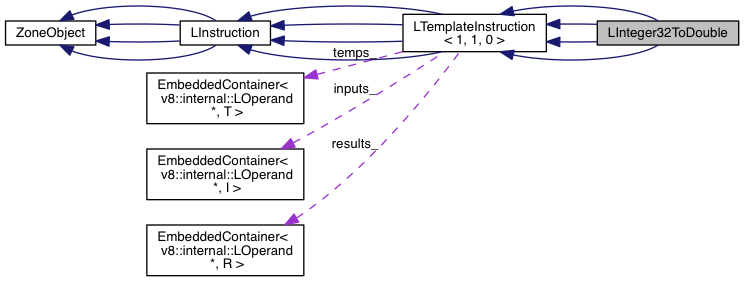 ZoneObject
LInstruction
LTemplateInstruction
< 1, 1, 0 >
LInteger32ToDouble
temps_
EmbeddedContainer<
v8::internal::LOperand
*, T >
inputs_
EmbeddedContainer<
v8::internal::LOperand
*, I >
results_
EmbeddedContainer<
v8::internal::LOperand
*, R >